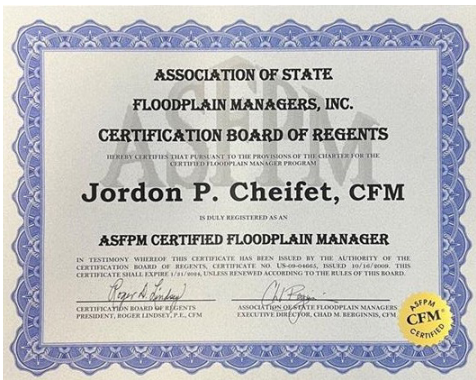 ASSOCIATION OF STATE
FLOODPLAIN MANAGERS, INC.
CERTIFICATION BOARD OF REGENTS
HEREBY CERTIFIES THAT PURSUANT TO THE PROVISIONS OF THE CHARTER FOR THE
CERTIFIED FLOODPLAIN MANAGER PROGRAM
Jordon P. Cheifet, CFM
IS DULY REGISTERED AS AN
ASFPM CERTIFIED FLOODPLAIN MANAGER
IN TESTIMONY WHEREOF THIS CERTIFICATE HAS BEEN ISSUED BY THE AUTHORITY OF THE
CERTIFICATION BOARD OF REGENTS, CERTIFICATE NO. US-09-04663, ISSUED 10/16/2009. THIS
CERTIFICATE SHALL EXPIRE 1/31/2024, UNLESS RENEWED ACCORDING TO THE RULES OF THIS BOARD.
Roger A. Lindsey
CERTIFICATION BOARD OF REGENTS
PRESIDENT, ROGER LINDSEY, P.E., CFM
ASSOCIATION OF STATE FLOODPLAIN MANAGERS
EXECUTIVE DIRECTOR, CHAD M. BERGINNIS, CFM
ASFPM
CFM®
CERTIFIED
ASFPM